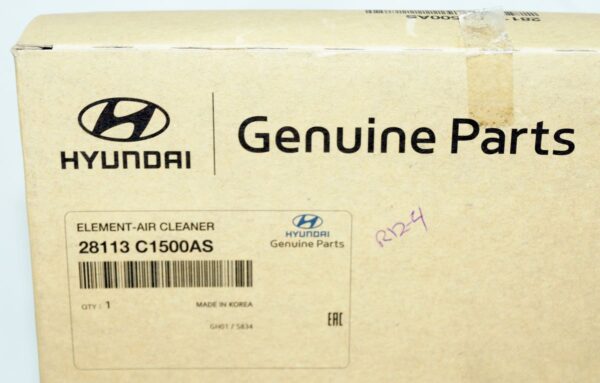 HYUNDAI
Genuine Parts
ELEMENT-AIR CLEANER
28113 C1500AS
HYUNDAI
Genuine Parts
QTY : 1
MADE IN KOREA
GH01 / 5834
EAC
R12-4